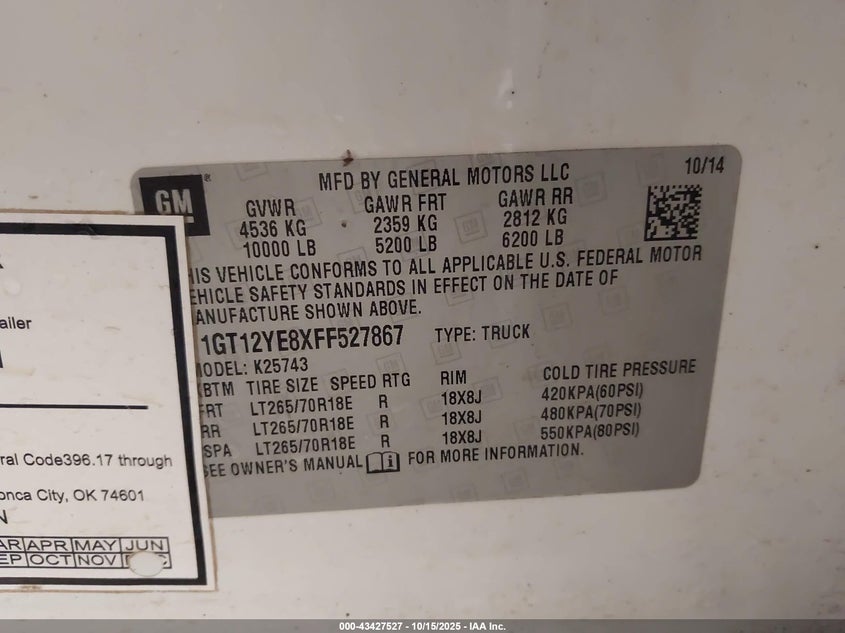 MFD BY GENERAL MOTORS LLC 10/14
GM®
GVWR GAWR FRT GAWR RR
4536 KG 2359 KG 2812 KG
10000 LB 5200 LB 6200 LB
HIS VEHICLE CONFORMS TO ALL APPLICABLE U.S. FEDERAL MOTOR
EHICLE SAFETY STANDARDS IN EFFECT ON THE DATE OF
ANUFACTURE SHOWN ABOVE.
1GT12YE8XFF527867 TYPE: TRUCK
MODEL: K25743
KBTM TIRE SIZE SPEED RTG RIM COLD TIRE PRESSURE
FRT LT265/70R18E R 18X8J 420KPA(60PSI)
RR LT265/70R18E R 18X8J 480KPA(70PSI)
SPA LT265/70R18E R 18X8J 550KPA(80PSI)
SEE OWNER'S MANUAL FOR MORE INFORMATION.
ailer
ral Code396.17 through
onca City, OK 74601
N
AR APR MAY JUN
EP OCT NOV
000-43427527 - 10/15/2025 - IAA Inc.